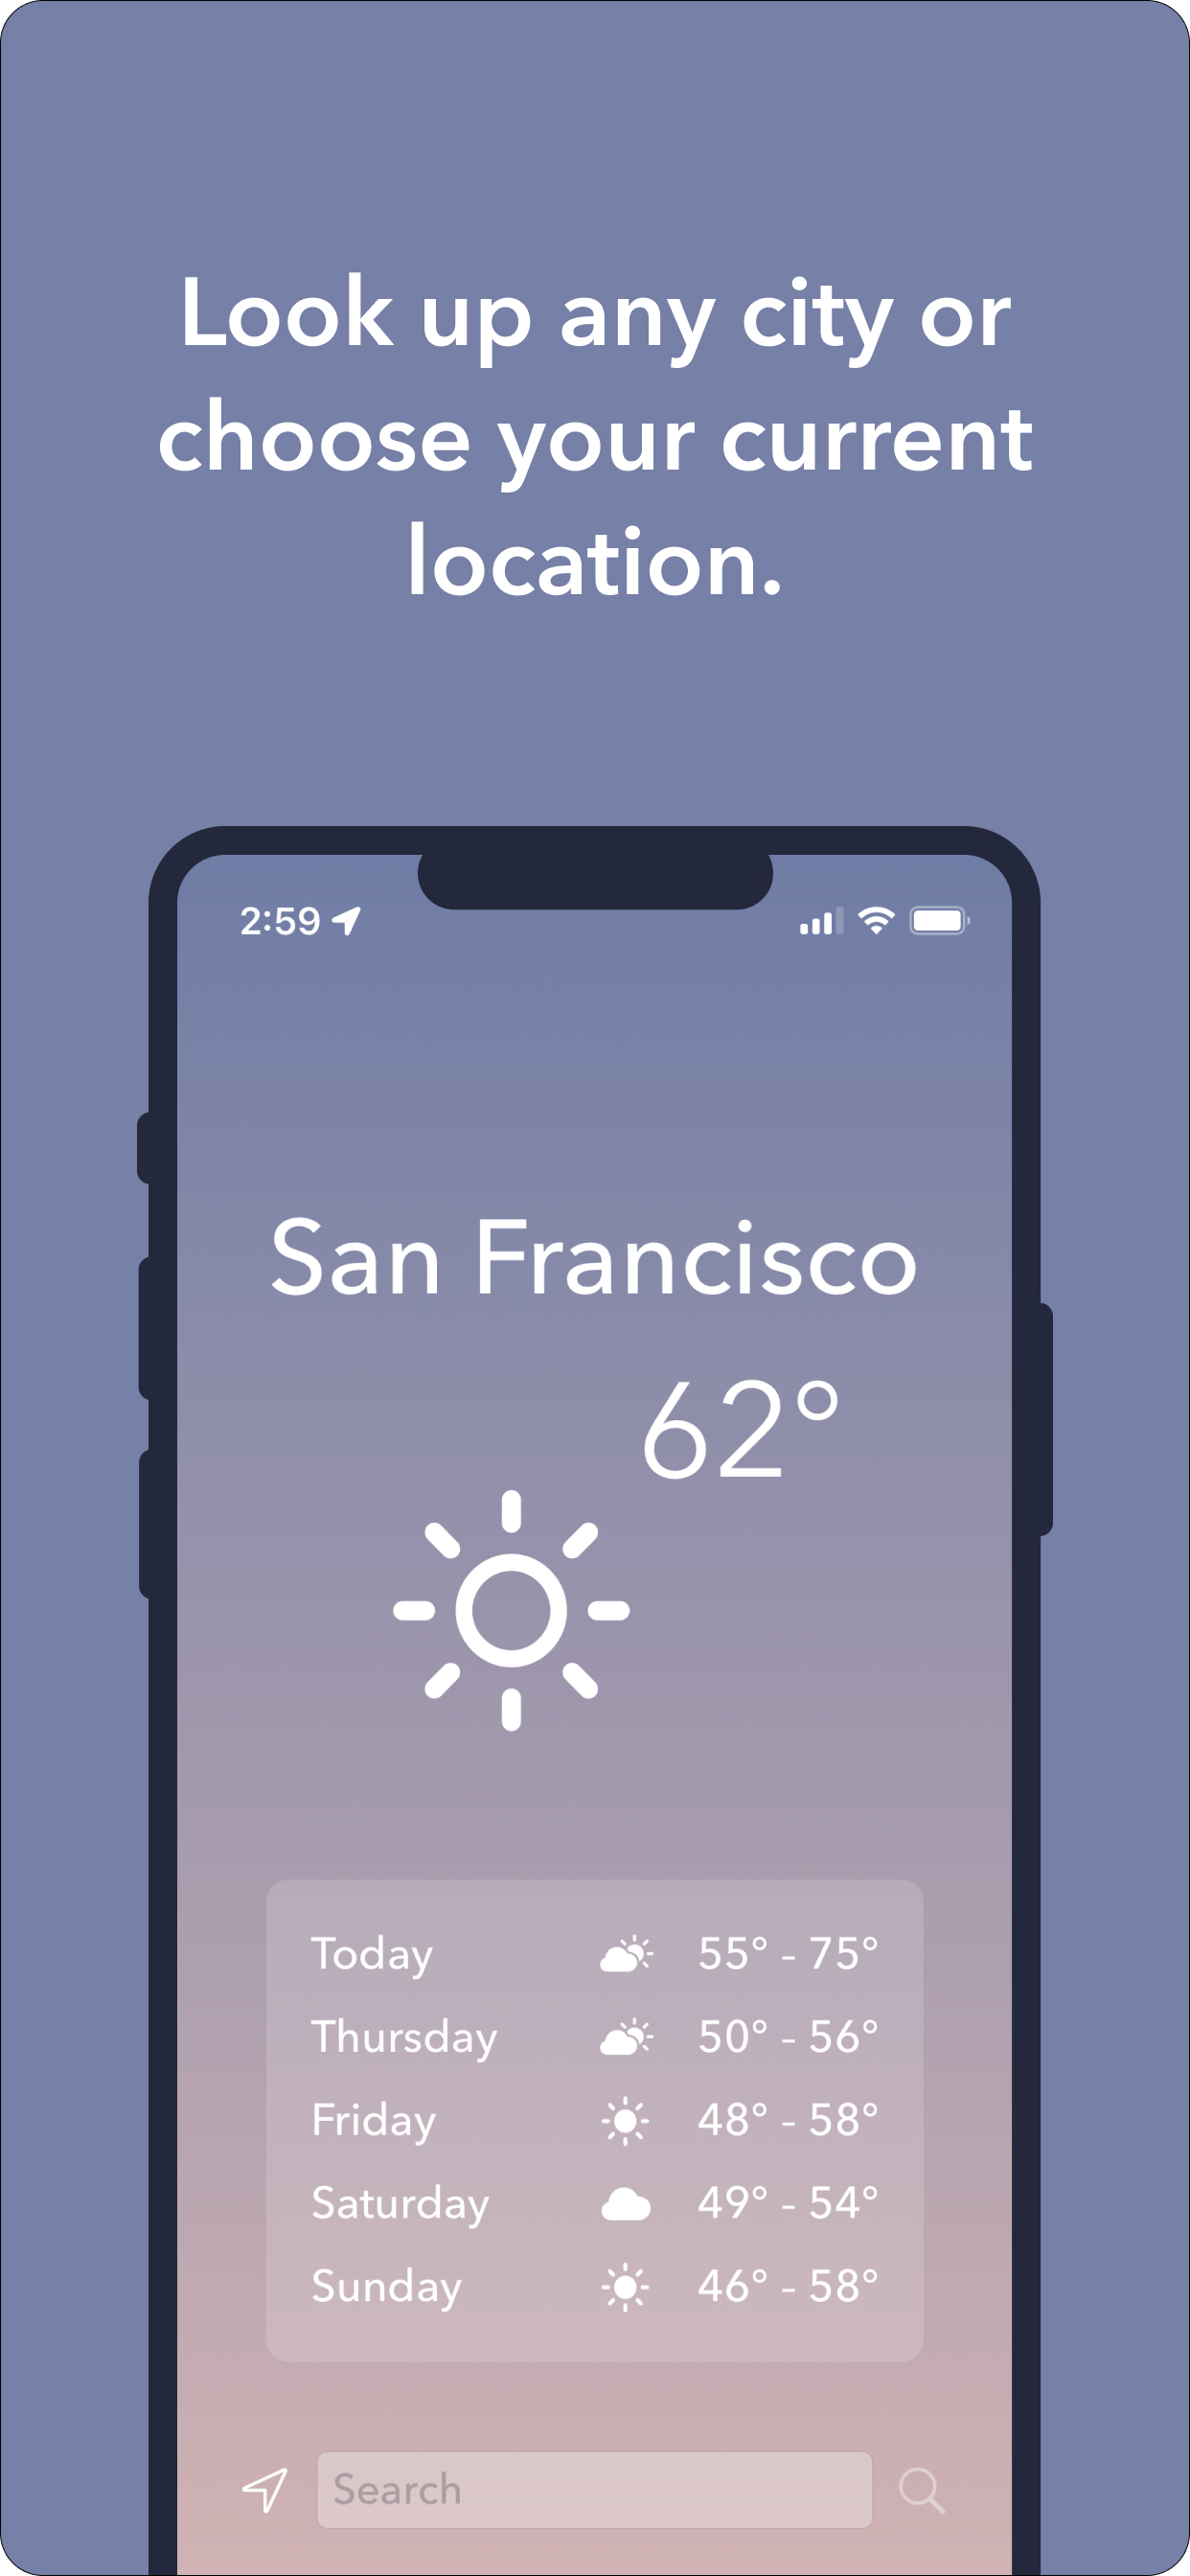 Look up any city or
choose your current
location.
2:59
San Francisco
62°
Today 55° - 75°
Thursday 50° - 56°
Friday 48° - 58°
Saturday 49° - 54°
Sunday 46° - 58°
Search